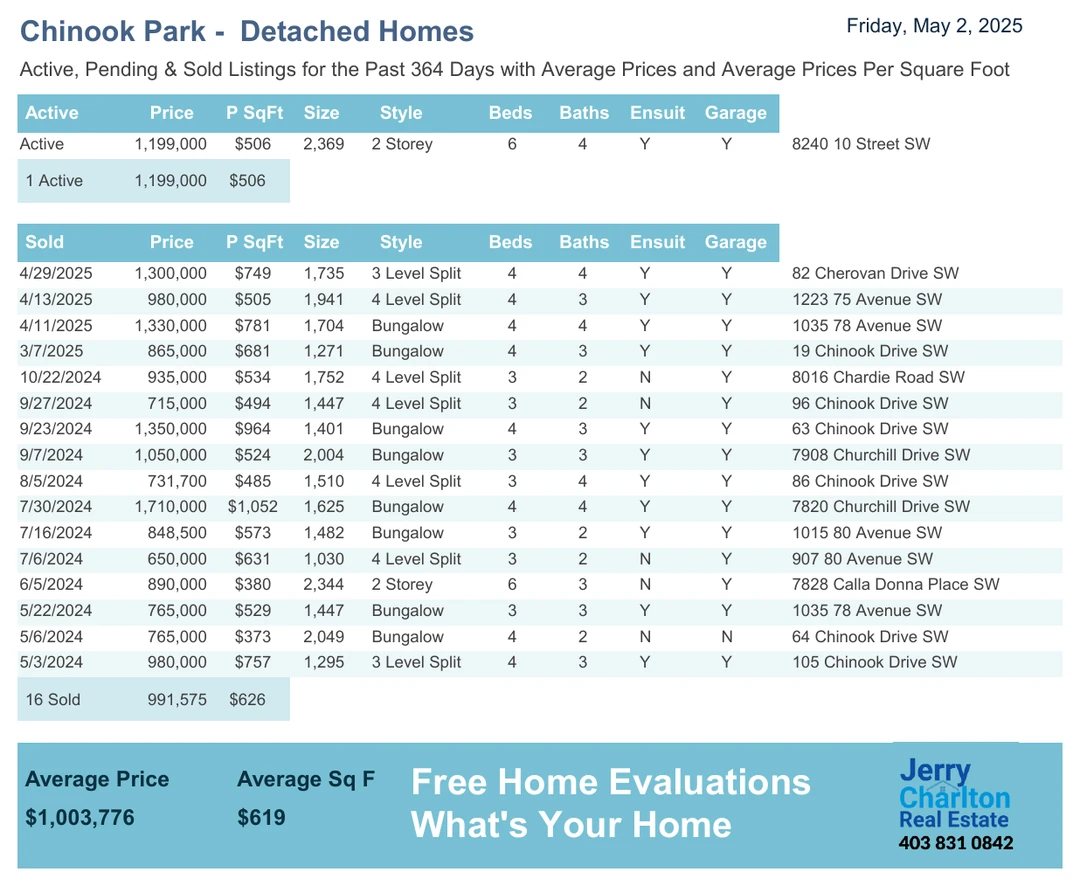 Chinook Park - Detached Homes
Friday, May 2, 2025
Active, Pending & Sold Listings for the Past 364 Days with Average Prices and Average Prices Per Square Foot
Active Price P SqFt Size Style Beds Baths Ensuit Garage
Active 1,199,000 $506 2,369 2 Storey 6 4 Y Y 8240 10 Street SW
1 Active 1,199,000 $506
Sold Price P SqFt Size Style Beds Baths Ensuit Garage
4/29/2025 1,300,000 $749 1,735 3 Level Split 4 4 Y Y 82 Cherovan Drive SW
4/13/2025 980,000 $505 1,941 4 Level Split 4 3 Y Y 1223 75 Avenue SW
4/11/2025 1,330,000 $781 1,704 Bungalow 4 4 Y Y 1035 78 Avenue SW
3/7/2025 865,000 $681 1,271 Bungalow 4 3 Y Y 19 Chinook Drive SW
10/22/2024 935,000 $534 1,752 4 Level Split 3 2 N Y 8016 Chardie Road SW
9/27/2024 715,000 $494 1,447 4 Level Split 3 2 N Y 96 Chinook Drive SW
9/23/2024 1,350,000 $964 1,401 Bungalow 4 3 Y Y 63 Chinook Drive SW
9/7/2024 1,050,000 $524 2,004 Bungalow 3 3 Y Y 7908 Churchill Drive SW
8/5/2024 731,700 $485 1,510 4 Level Split 3 4 Y Y 86 Chinook Drive SW
7/30/2024 1,710,000 $1,052 1,625 Bungalow 4 4 Y Y 7820 Churchill Drive SW
7/16/2024 848,500 $573 1,482 Bungalow 3 2 Y Y 1015 80 Avenue SW
7/6/2024 650,000 $631 1,030 4 Level Split 3 2 N Y 907 80 Avenue SW
6/5/2024 890,000 $380 2,344 2 Storey 6 3 N Y 7828 Calla Donna Place SW
5/22/2024 765,000 $529 1,447 Bungalow 3 3 Y Y 1035 78 Avenue SW
5/6/2024 765,000 $373 2,049 Bungalow 4 2 N N 64 Chinook Drive SW
5/3/2024 980,000 $757 1,295 3 Level Split 4 3 Y Y 105 Chinook Drive SW
16 Sold 991,575 $626
Average Price Average Sq F
$1,003,776 $619
Free Home Evaluations
What's Your Home
Jerry
Charlton
Real Estate
403 831 0842